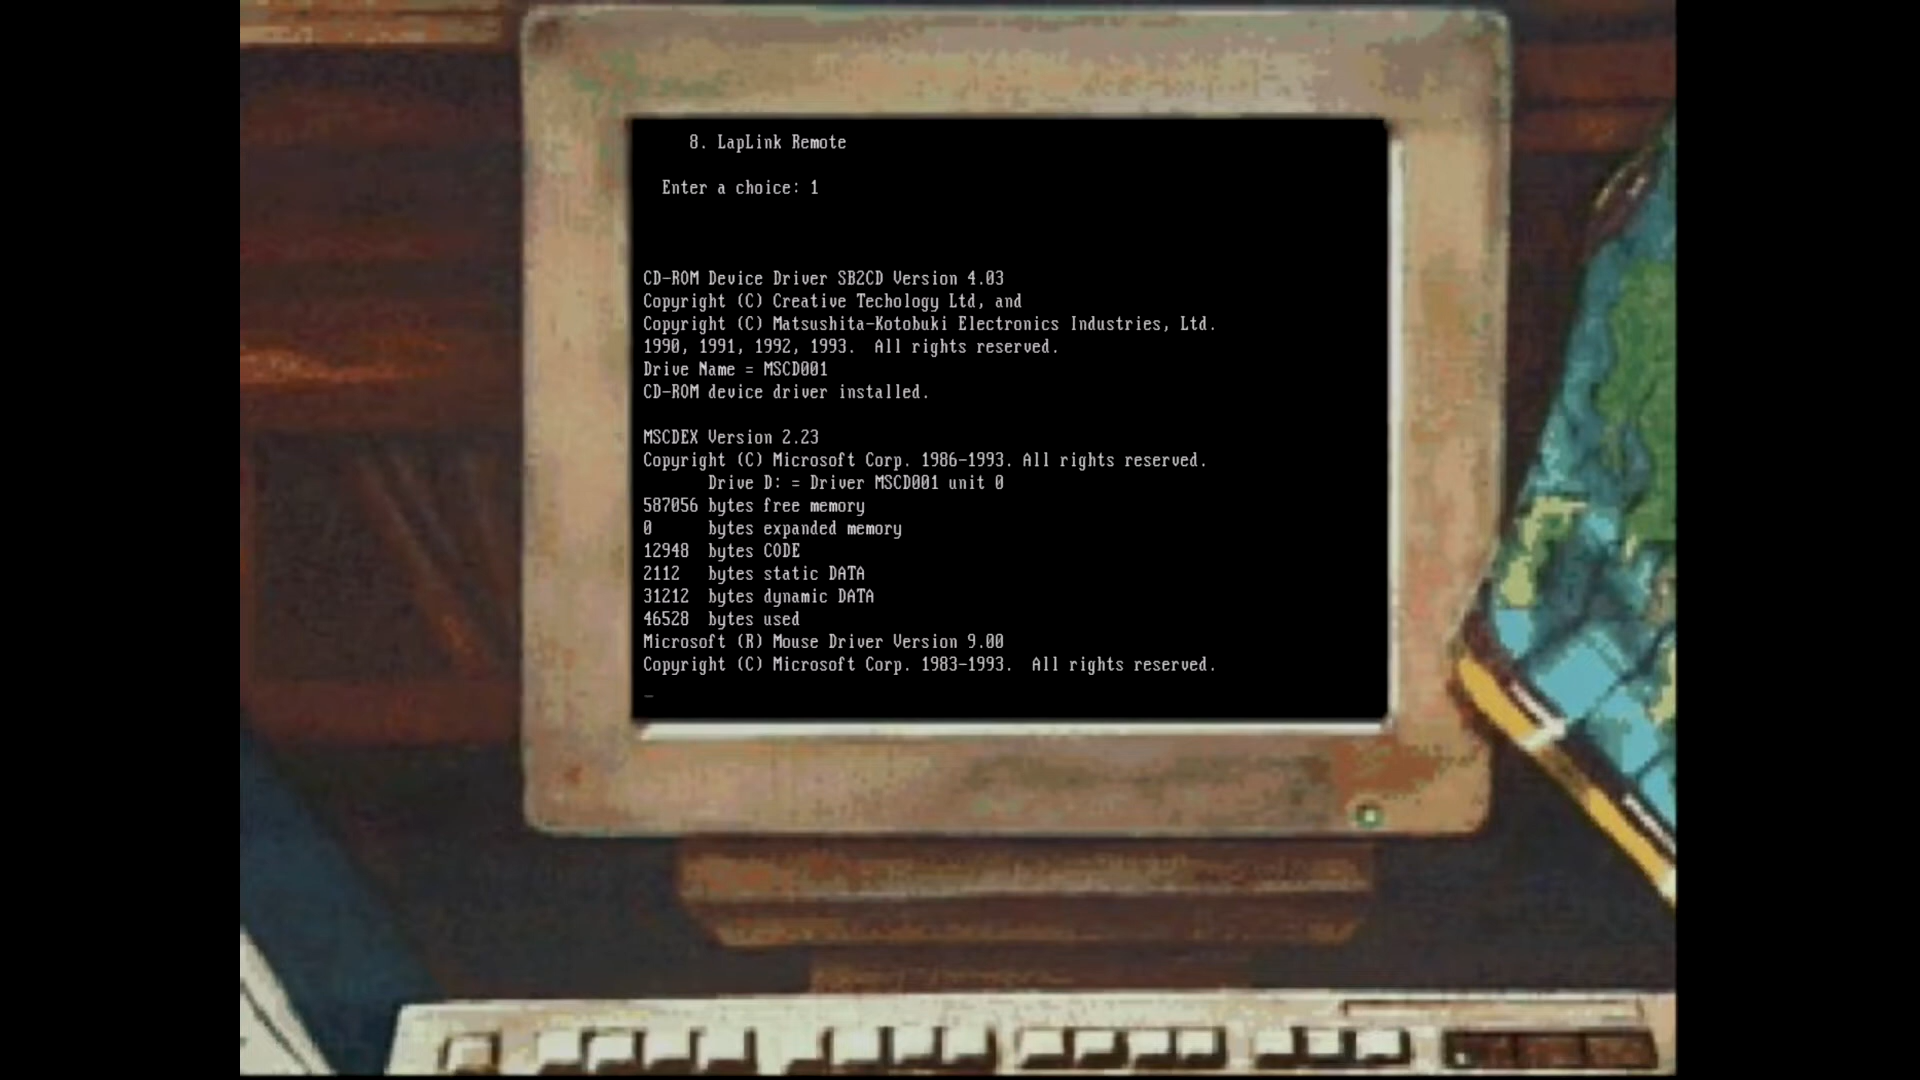 8. LapLink Remote
Enter a choice: 1
CD-ROM Device Driver SB2CD Version 4.03
Copyright (C) Creative Techology Ltd, and
Copyright (C) Matsushita-Kotobuki Electronics Industries, Ltd.
1990, 1991, 1992, 1993.  All rights reserved.
Drive Name = MSCD001
CD-ROM device driver installed.
MSCDEX Version 2.23
Copyright (C) Microsoft Corp. 1986-1993. All rights reserved.
Drive D: = Driver MSCD001 unit 0
587056 bytes free memory
0      bytes expanded memory
12948  bytes CODE
2112   bytes static DATA
31212  bytes dynamic DATA
46528  bytes used
Microsoft (R) Mouse Driver Version 9.00
Copyright (C) Microsoft Corp. 1983-1993.  All rights reserved.
_